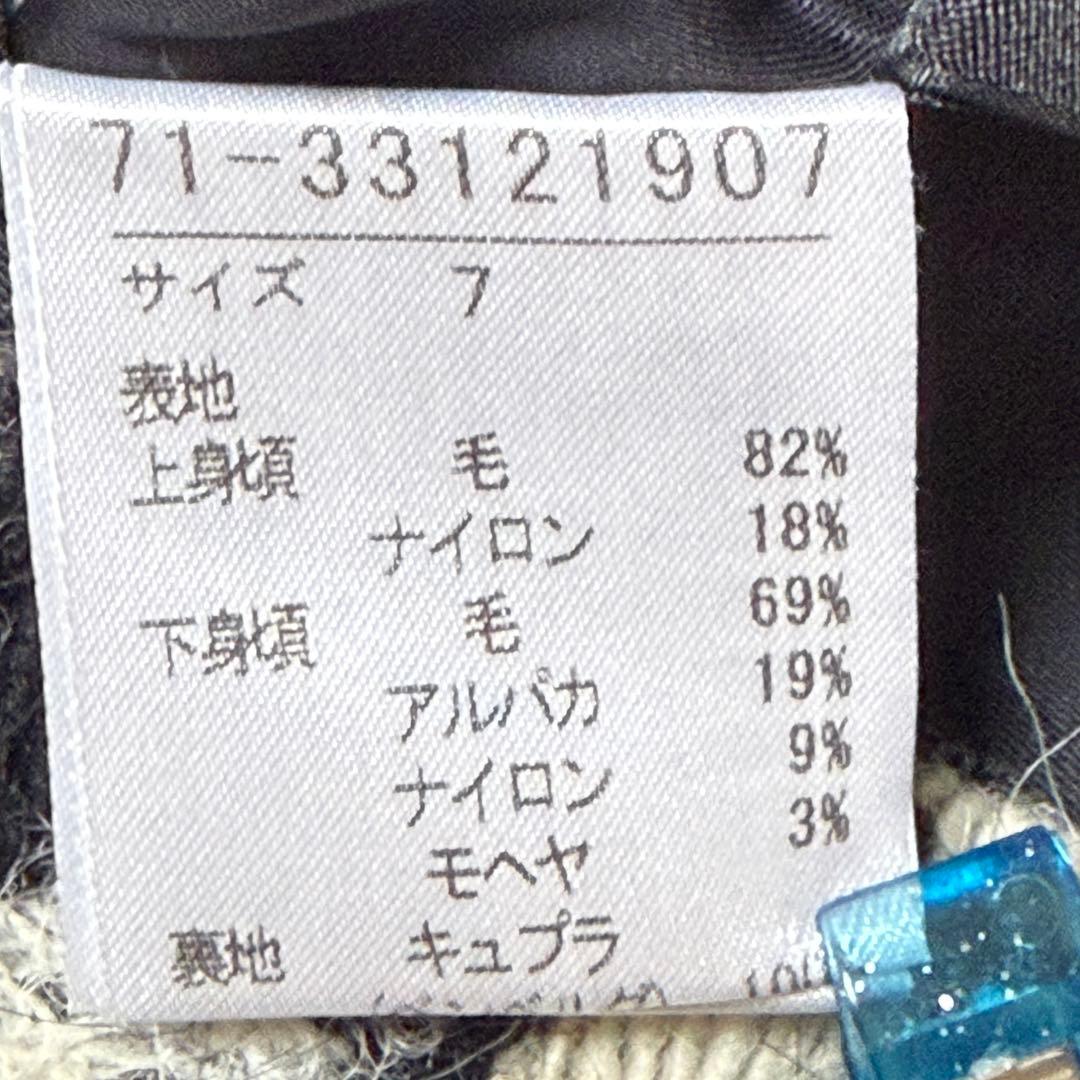 71-33121907
サイズ 7
表地
上身頃 毛 82%
ナイロン 18%
下身頃 毛 69%
アルパカ 19%
ナイロン 9%
モヘヤ 3%
裏地 キュプラ